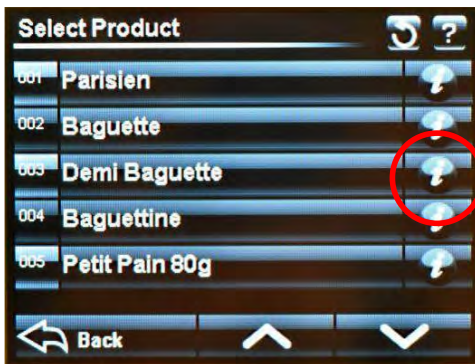 Select Product ?
001 Parisien i
002 Baguette i
003 Demi Baguette i
004 Baguettine i
005 Petit Pain 80g i
Back